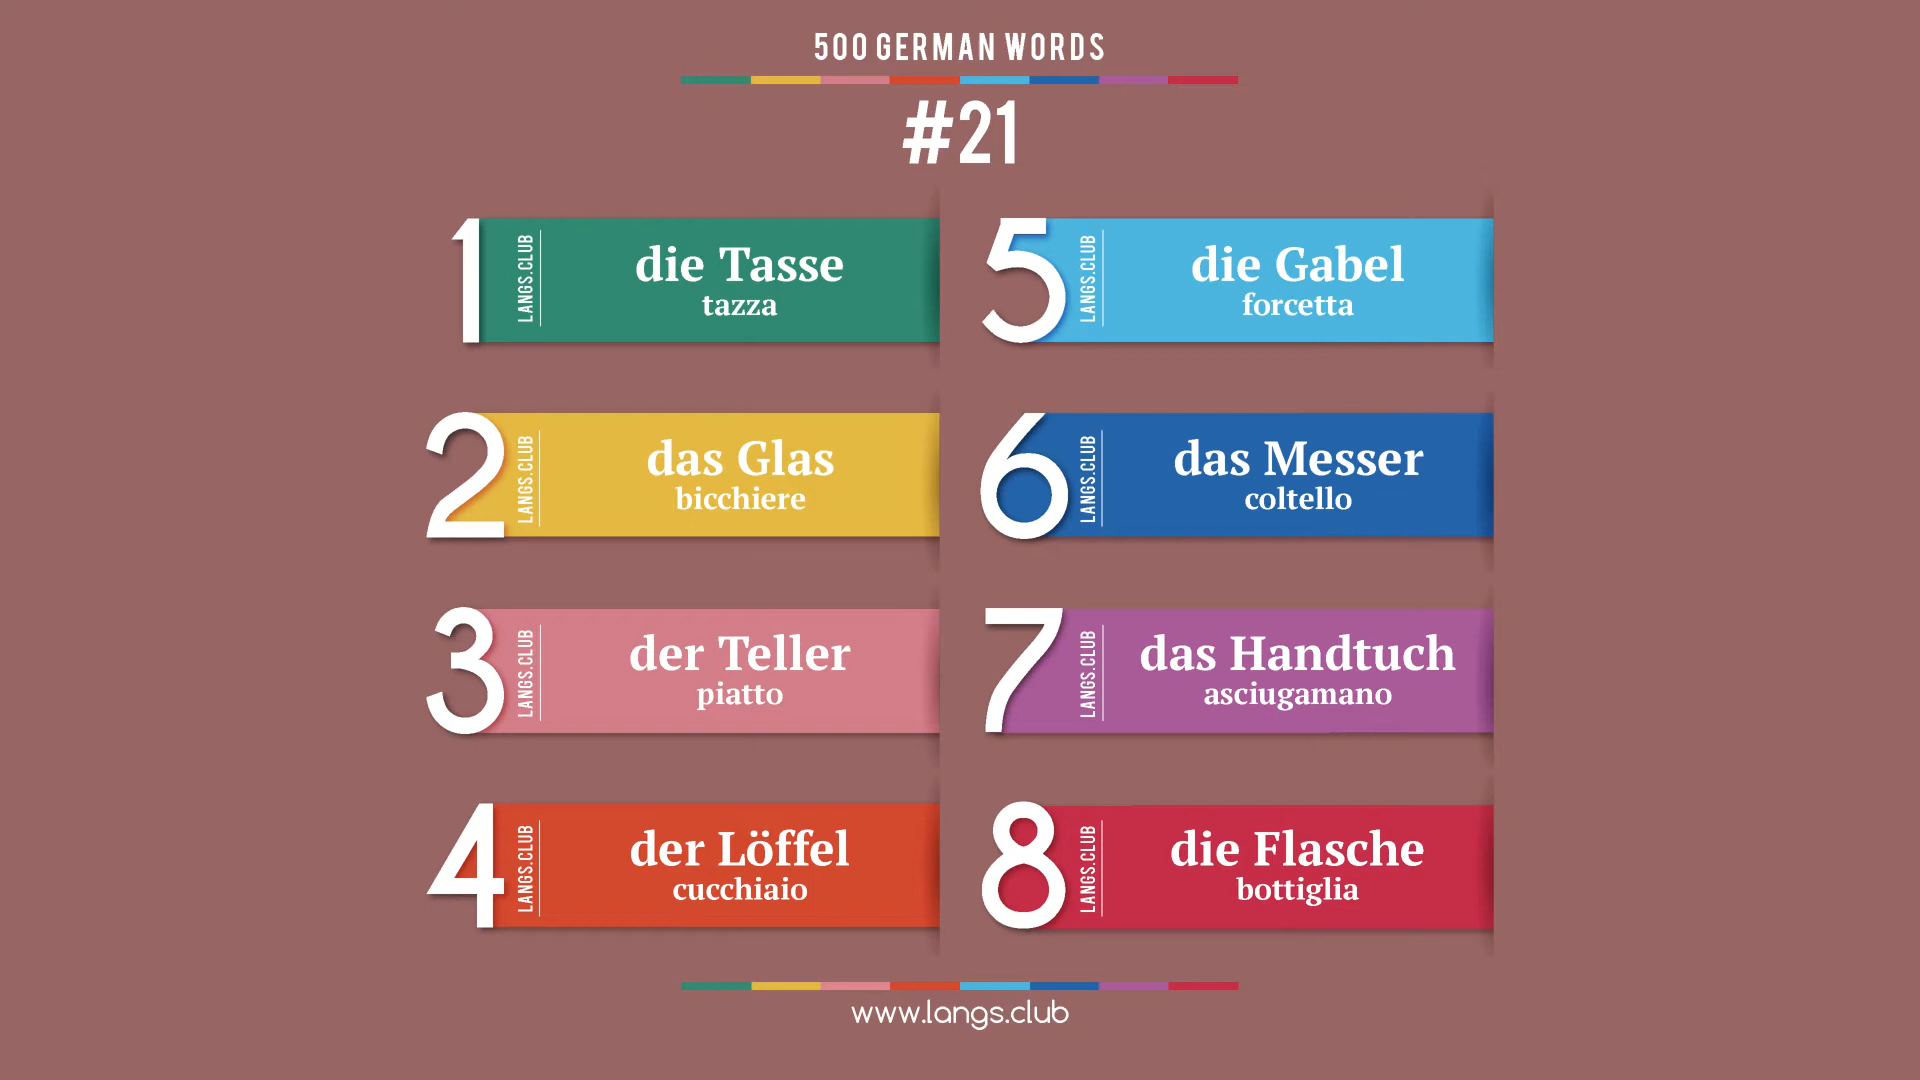 500 GERMAN WORDS
#21
1
LANGS.CLUB
die Tasse
tazza
2
LANGS.CLUB
das Glas
bicchiere
3
LANGS.CLUB
der Teller
piatto
4
LANGS.CLUB
der Löffel
cucchiaio
5
LANGS.CLUB
die Gabel
forcetta
6
LANGS.CLUB
das Messer
coltello
7
LANGS.CLUB
das Handtuch
asciugamano
8
LANGS.CLUB
die Flasche
bottiglia
www.langs.club